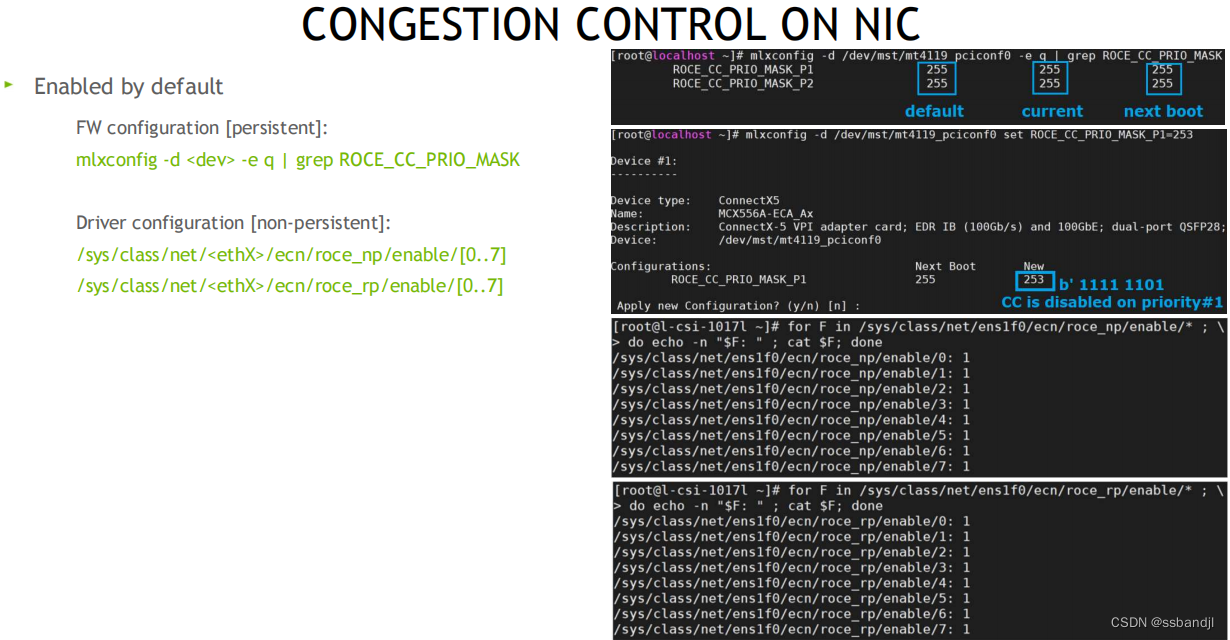 CONGESTION CONTROL ON NIC
Enabled by default
FW configuration [persistent]:
mlxconfig -d <dev> -e q | grep ROCE_CC_PRIO_MASK
Driver configuration [non-persistent]:
/sys/class/net/<ethX>/ecn/roce_np/enable/[0..7]
/sys/class/net/<ethX>/ecn/roce_rp/enable/[0..7]
[root@localhost ~]# mlxconfig -d /dev/mst/mt4119_pciconf0 -e q | grep ROCE_CC_PRIO_MASK
ROCE_CC_PRIO_MASK_P1 255 255 255
ROCE_CC_PRIO_MASK_P2 255 255 255
default current next boot
[root@localhost ~]# mlxconfig -d /dev/mst/mt4119_pciconf0 set ROCE_CC_PRIO_MASK_P1=253
Device #1:
----------
Device type: ConnectX5
Name: MCX556A-ECA_Ax
Description: ConnectX-5 VPI adapter card; EDR IB (100Gb/s) and 100GbE; dual-port QSFP28;
Device: /dev/mst/mt4119_pciconf0
Configurations: Next Boot New
ROCE_CC_PRIO_MASK_P1 255 253 b' 1111 1101
CC is disabled on priority#1
Apply new Configuration? (y/n) [n] :
[root@l-csi-1017l ~]# for F in /sys/class/net/ens1f0/ecn/roce_np/enable/* ; \
> do echo -n "$F: " ; cat $F; done
/sys/class/net/ens1f0/ecn/roce_np/enable/0: 1
/sys/class/net/ens1f0/ecn/roce_np/enable/1: 1
/sys/class/net/ens1f0/ecn/roce_np/enable/2: 1
/sys/class/net/ens1f0/ecn/roce_np/enable/3: 1
/sys/class/net/ens1f0/ecn/roce_np/enable/4: 1
/sys/class/net/ens1f0/ecn/roce_np/enable/5: 1
/sys/class/net/ens1f0/ecn/roce_np/enable/6: 1
/sys/class/net/ens1f0/ecn/roce_np/enable/7: 1
[root@l-csi-1017l ~]# for F in /sys/class/net/ens1f0/ecn/roce_rp/enable/* ; \
> do echo -n "$F: " ; cat $F; done
/sys/class/net/ens1f0/ecn/roce_rp/enable/0: 1
/sys/class/net/ens1f0/ecn/roce_rp/enable/1: 1
/sys/class/net/ens1f0/ecn/roce_rp/enable/2: 1
/sys/class/net/ens1f0/ecn/roce_rp/enable/3: 1
/sys/class/net/ens1f0/ecn/roce_rp/enable/4: 1
/sys/class/net/ens1f0/ecn/roce_rp/enable/5: 1
/sys/class/net/ens1f0/ecn/roce_rp/enable/6: 1
/sys/class/net/ens1f0/ecn/roce_rp/enable/7: 1
CSDN @ssbandjl